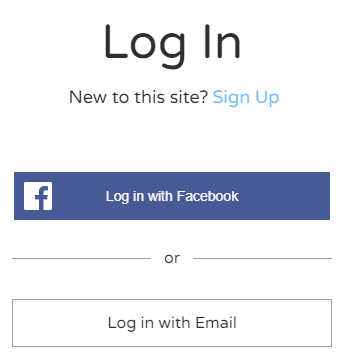 Log In
New to this site? Sign Up
Log in with Facebook
or
Log in with Email